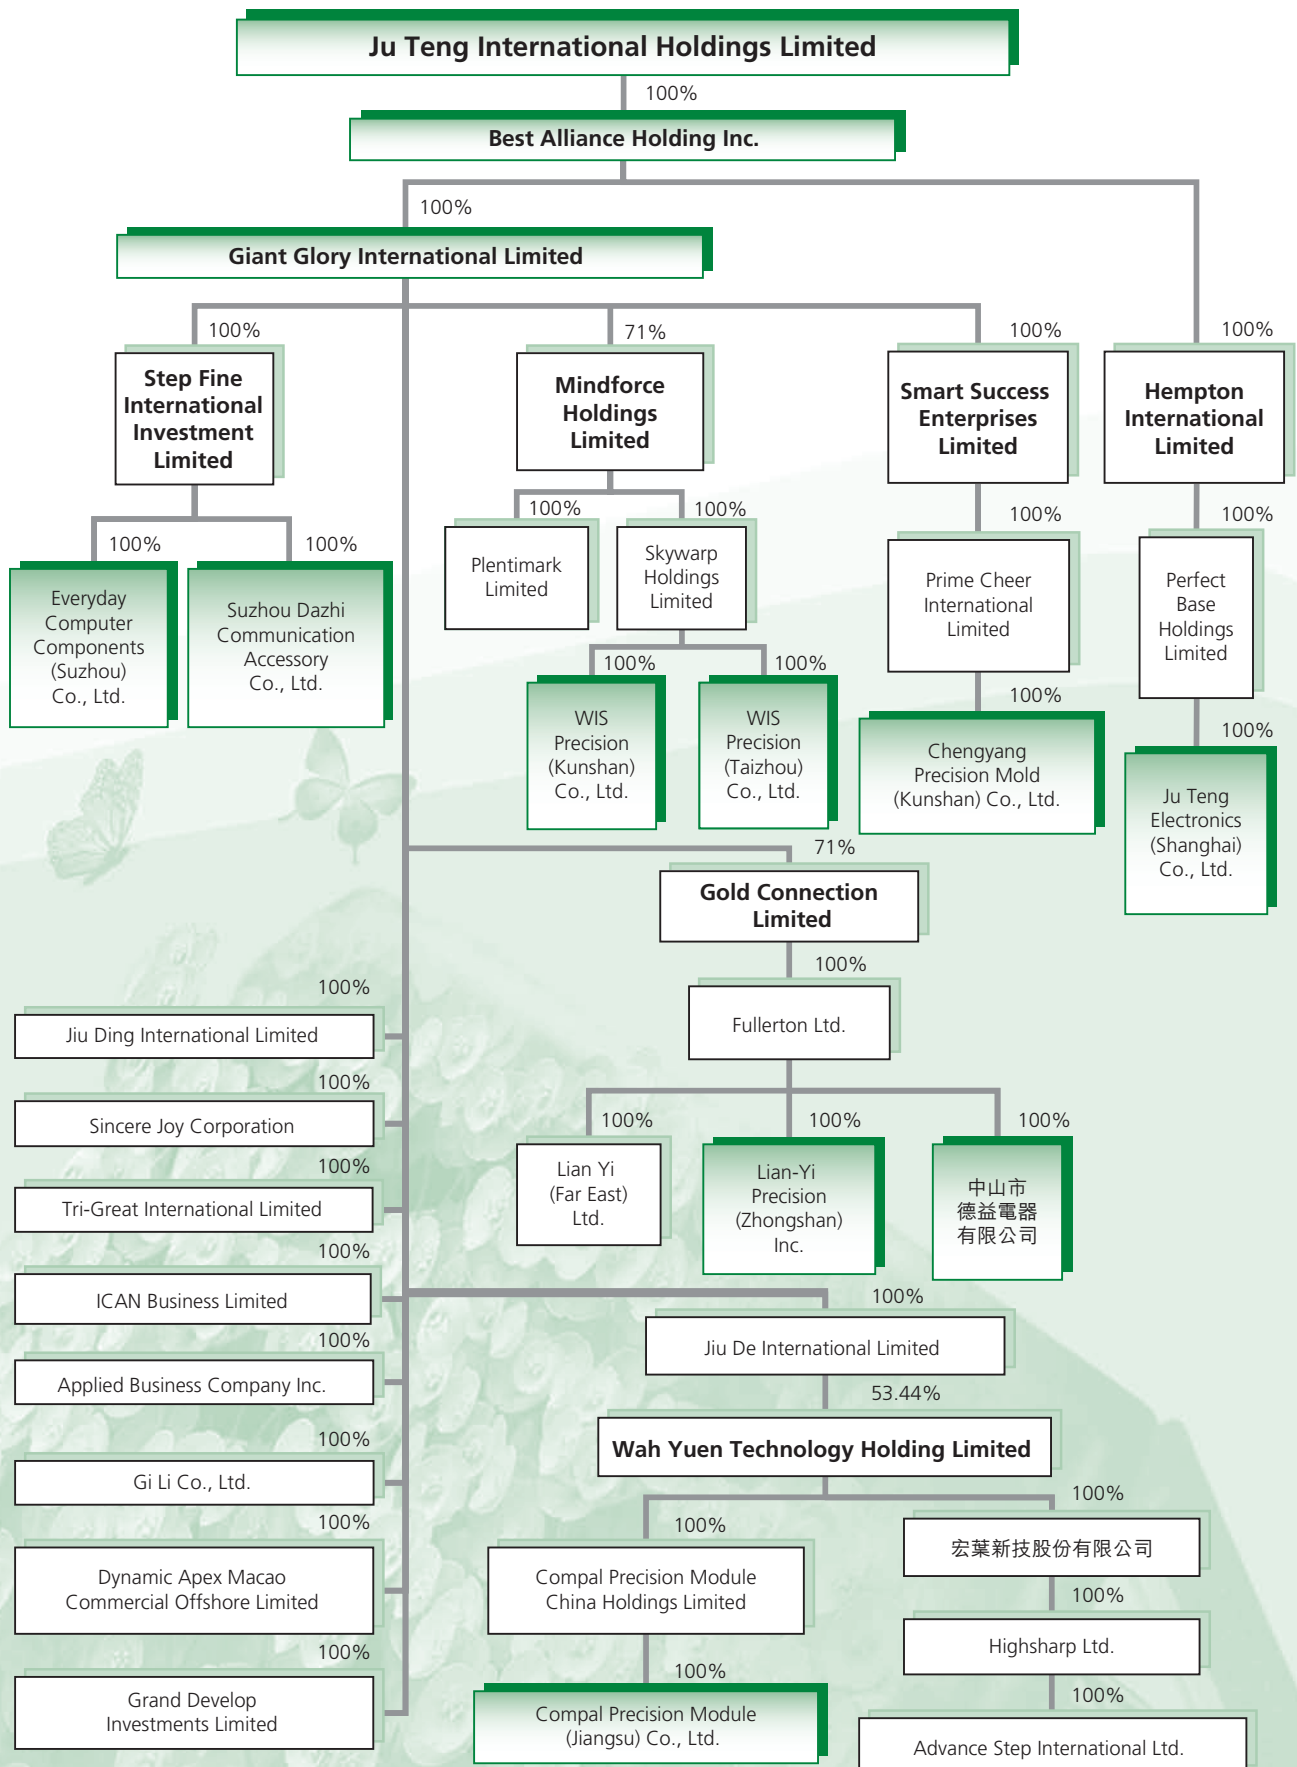 Ju Teng International Holdings Limited
100%
Best Alliance Holding Inc.
100%
Giant Glory International Limited
100%
71%
100%
100%
Step Fine
International
Investment
Limited
Mindforce
Holdings
Limited
Smart Success
Enterprises
Limited
Hempton
International
Limited
100%
100%
100%
100%
100%
100%
Everyday
Computer
Components
(Suzhou)
Co., Ltd.
Suzhou Dazhi
Communication
Accessory
Co., Ltd.
Plentimark
Limited
Skywarp
Holdings
Limited
Prime Cheer
International
Limited
Perfect
Base
Holdings
Limited
100%
100%
100%
100%
WIS
Precision
(Kunshan)
Co., Ltd.
WIS
Precision
(Taizhou)
Co., Ltd.
Chengyang
Precision Mold
(Kunshan) Co., Ltd.
Ju Teng
Electronics
(Shanghai)
Co., Ltd.
71%
Gold Connection
Limited
100%
Fullerton Ltd.
100%
100%
100%
Lian Yi
(Far East)
Ltd.
Lian-Yi
Precision
(Zhongshan)
Inc.
中山市
德益電器
有限公司
100%
Jiu Ding International Limited
100%
Sincere Joy Corporation
100%
Tri-Great International Limited
100%
ICAN Business Limited
100%
Applied Business Company Inc.
100%
Gi Li Co., Ltd.
100%
Dynamic Apex Macao
Commercial Offshore Limited
100%
Grand Develop
Investments Limited
100%
Jiu De International Limited
53.44%
Wah Yuen Technology Holding Limited
100%
Compal Precision Module
China Holdings Limited
100%
Compal Precision Module
(Jiangsu) Co., Ltd.
100%
宏葉新技股份有限公司
100%
Highsharp Ltd.
100%
Advance Step International Ltd.